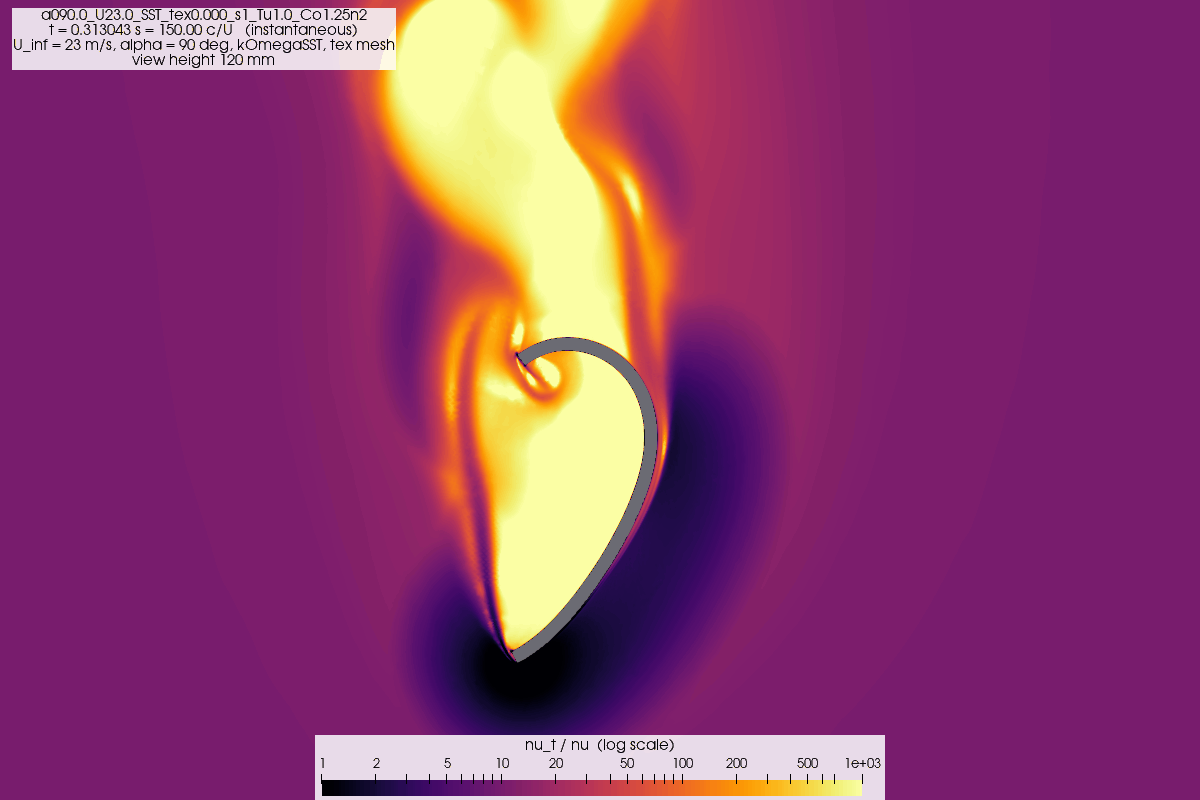 a090.0_U23.0_SST_tex0.000_s1_Tu1.0_Co1.25n2
t = 0.313043 s = 150.00 c/U (instantaneous)
U_inf = 23 m/s, alpha = 90 deg, kOmegaSST, tex mesh
view height 120 mm
nu_t / nu (log scale)
1 2 5 10 20 50 100 200 500 1e+03